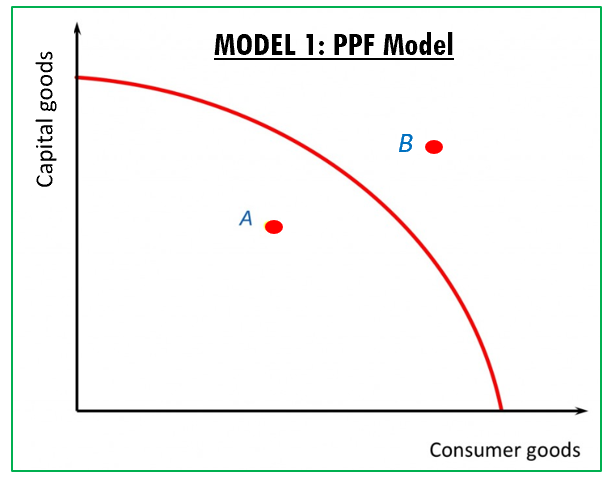 MODEL 1: PPF Model
Capital goods
B
A
Consumer goods